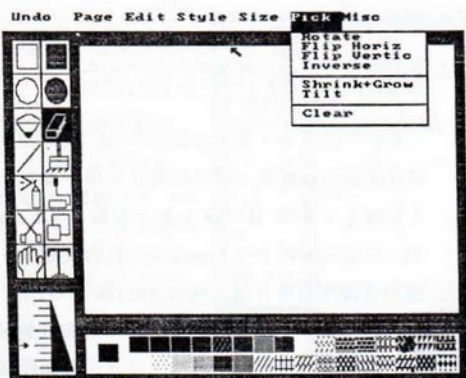 Undo Page Edit Style Size Pick Misc
Rotate
Flip Horiz
Flip Vertic
Inverse
Shrink+Grow
Tilt
Clear